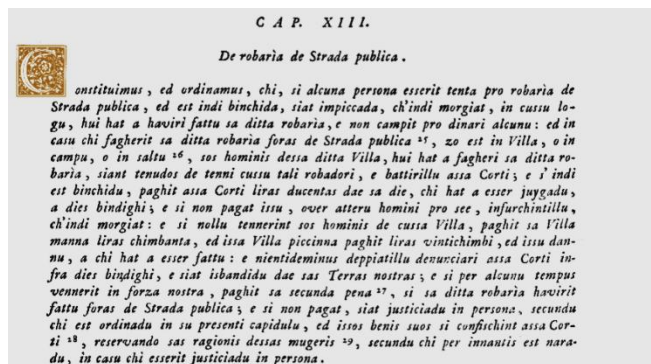 CAP. XIII.
De robarìa de Strada publica.
Constituimus, ed ordinamus, chi, si alcuna persona esserit tenta pro robarìa de
Strada publica, ed est indi binchida, siat impiccada, ch'indi morgiat, in cussu lo-
gu, hui hat a haviri fattu sa ditta robarìa, e non campit pro dinari alcunu: ed in
casu chi fagherit sa ditta robarìa foras de Strada publica 25, zo est in Villa, o in
campu, o in saltu 26, sos hominis dessa ditta Villa, hui hat a fagheri sa ditta ro-
barìa, siant tenudos de tenni cussu tali robadori, e battirillu assa Corti; e s'indi
est binchidu, paghit assa Corti liras ducentas dae sa die, chi hat a esser juygadu,
a dies bindighi; e si non pagat issu, over atteru homini pro see, infurchintillu,
ch'indi morgiat: e si nollu tennerint sos hominis de cussa Villa, paghit sa Villa
manna liras chimbanta, ed issa Villa piccinna paghit liras vintichimbi, ed issu dan-
nu, a chi hat a esser fattu: e nientideminus deppiatillu denunciari assa Corti in-
fra dies bindighi, e siat isbandidu dae sas Terras nostras; e si per alcunu tempus
vennerit in forza nostra, paghit sa secunda pena 27, si sa ditta robarìa havirit
fattu foras de Strada publica; e si non pagat, siat justiciadu in persona, secundu
chi est ordinadu in su presenti capidulu, ed issos benis suos si confischint assa Cor-
ti 28, reservando sas ragionis dessas mugeris 29, secundu chi per innantis est nara-
du, in casu chi esserit justiciadu in persona.